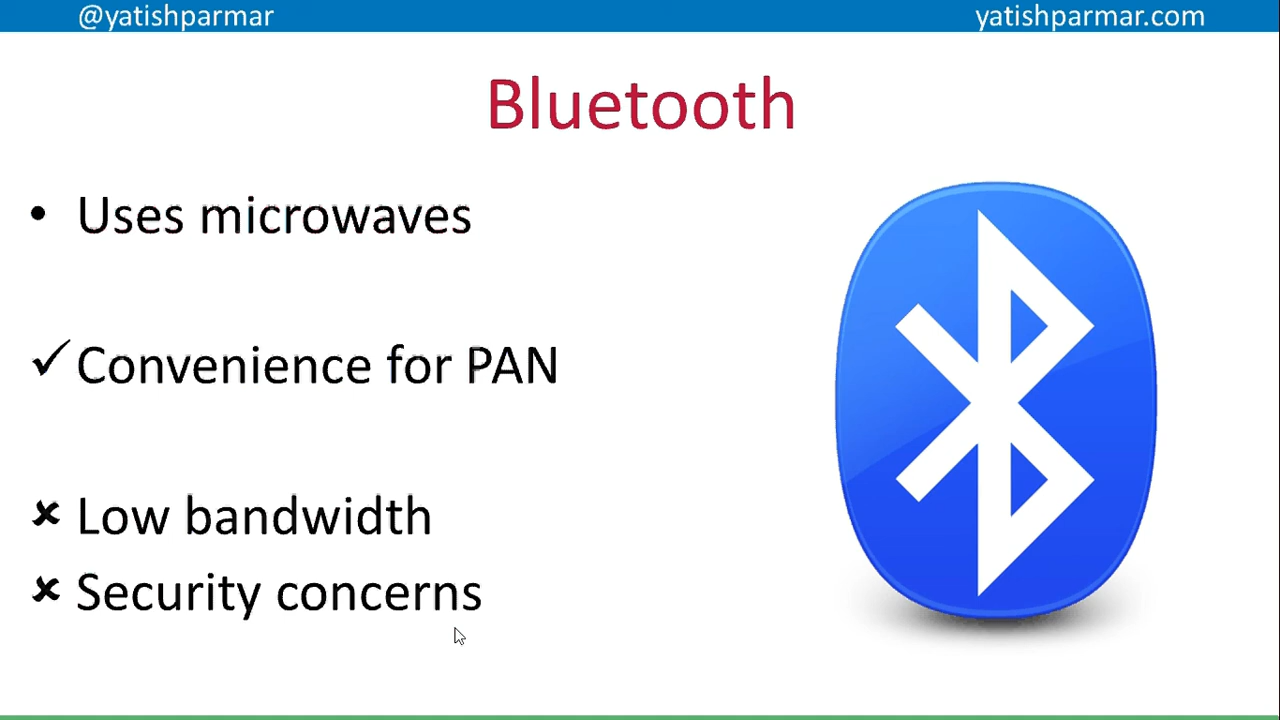 @yatishparmar yatishparmar.com
Bluetooth
• Uses microwaves
✓ Convenience for PAN
✘ Low bandwidth
✘ Security concerns